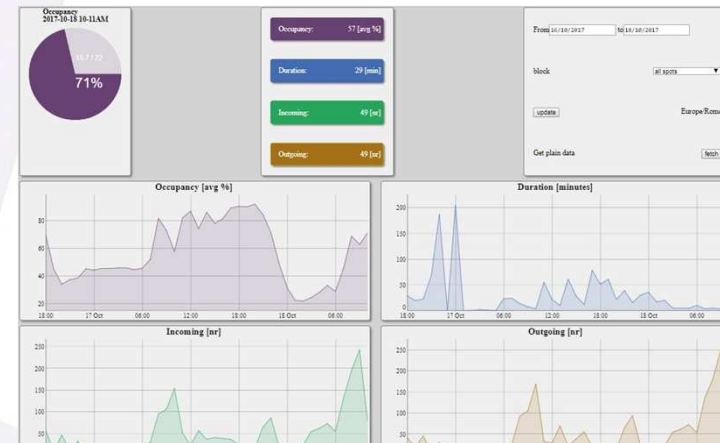 Occupancy
2017-10-18 10-11AM
71%
Occupancy: 57 [avg %]
Duration: 29 [min]
Incoming: 49 [nr]
Outgoing: 49 [nr]
From 16/10/2017 to 18/10/2017
block all spots
update Europe/Rome
Get plain data fetch
Occupancy [avg %]
80
60
40
20
18:00 17 Oct 06:00 12:00 18:00 18 Oct 06:00
Duration [minutes]
200
150
100
50
0
18:00 17 Oct 06:00 12:00 18:00 18 Oct 06:00
Incoming [nr]
250
200
150
100
50
Outgoing [nr]
250
200
150
100
50